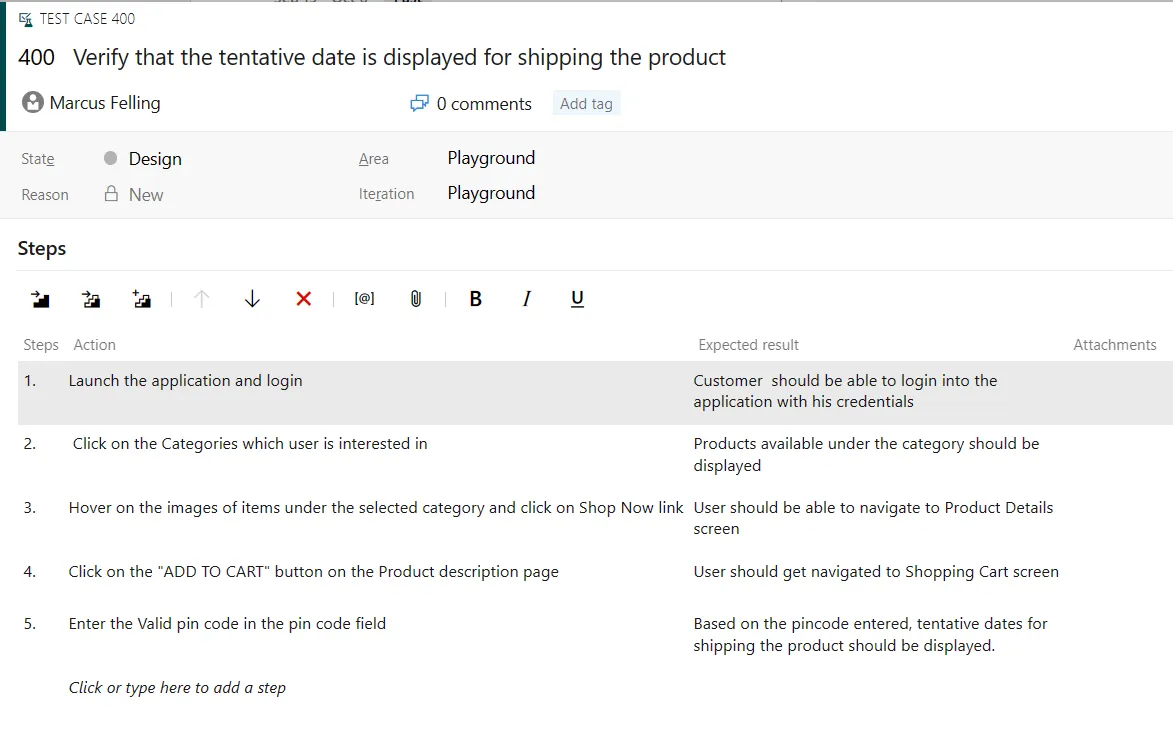 TEST CASE 400
400 Verify that the tentative date is displayed for shipping the product
Marcus Felling
0 comments
Add tag
State
Design
Area
Playground
Reason
New
Iteration
Playground
Steps
[@]
B
I
U
Steps Action Expected result Attachments
1. Launch the application and login
Customer  should be able to login into the
application with his credentials
2. Click on the Categories which user is interested in
Products available under the category should be
displayed
3. Hover on the images of items under the selected category and click on Shop Now link
User should be able to navigate to Product Details
screen
4. Click on the "ADD TO CART" button on the Product description page
User should get navigated to Shopping Cart screen
5. Enter the Valid pin code in the pin code field
Based on the pincode entered, tentative dates for
shipping the product should be displayed.
Click or type here to add a step